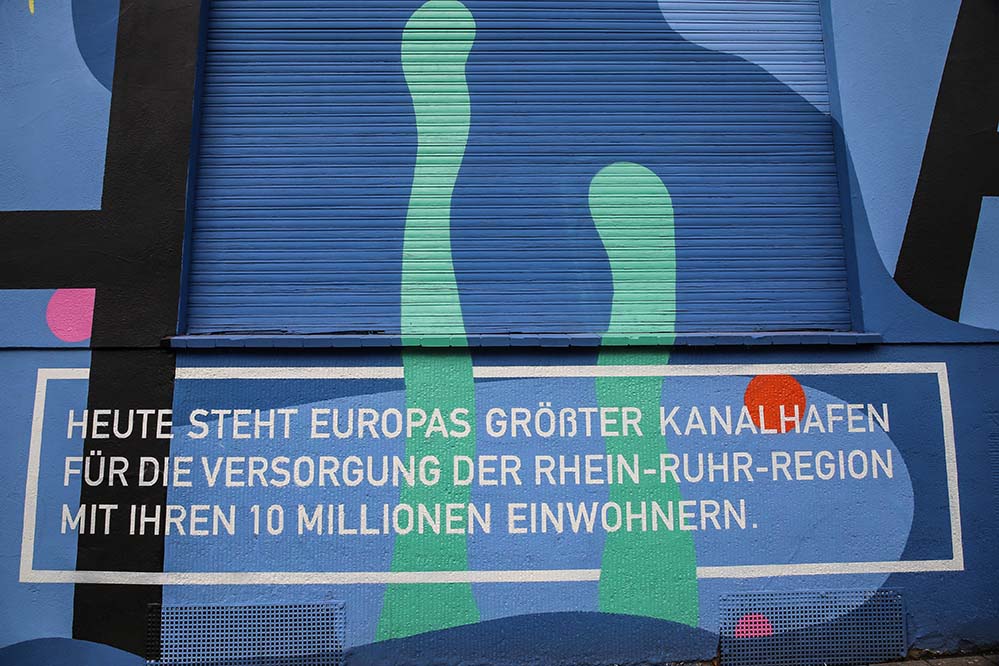 HEUTE STEHT EUROPAS GRÖẞTER KANALHAFEN
FÜR DIE VERSORGUNG DER RHEIN-RUHR-REGION
MIT IHREN 10 MILLIONEN EINWOHNERN.